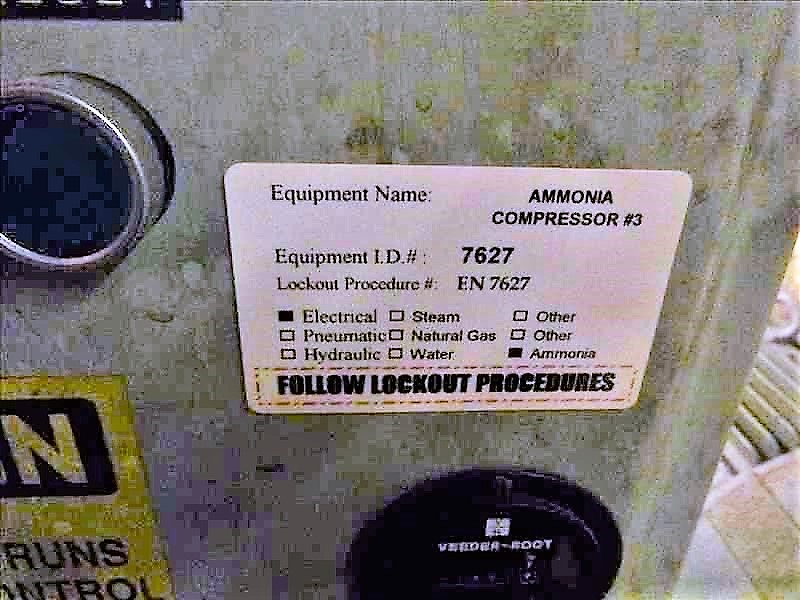 Equipment Name: AMMONIA
COMPRESSOR #3
Equipment I.D.# : 7627
Lockout Procedure #: EN 7627
Electrical Steam Other
Pneumatic Natural Gas Other
Hydraulic Water Ammonia
FOLLOW LOCKOUT PROCEDURES
RUNS
VEEDER-ROOT